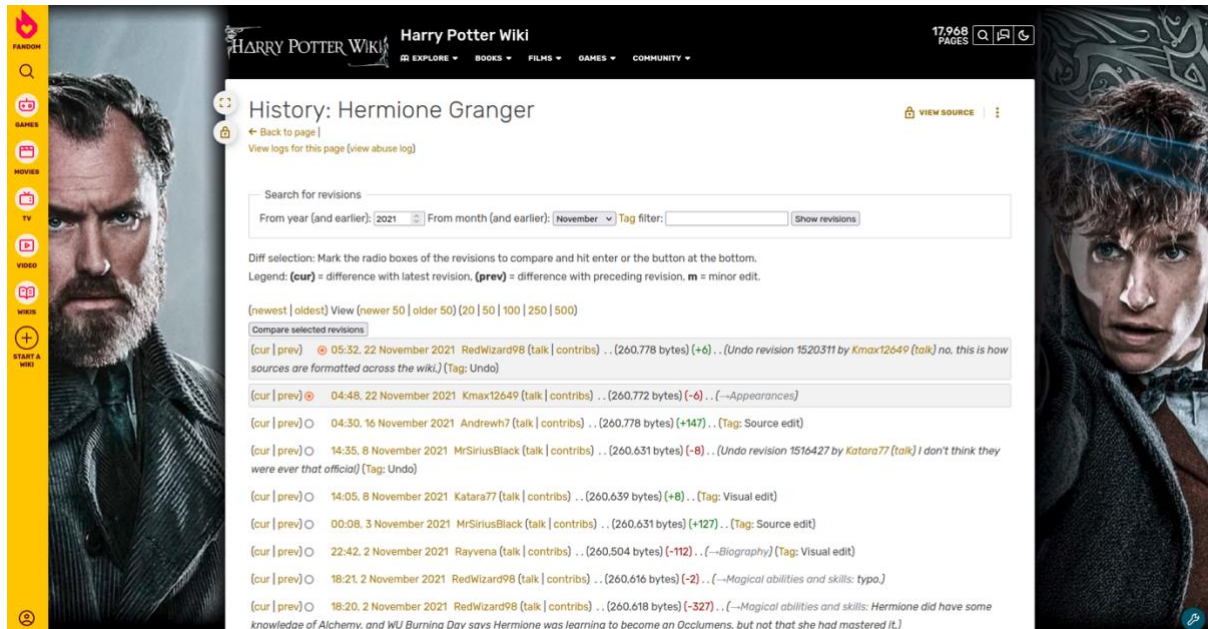 FANDOM
GAMES
MOVIES
TV
VIDEO
WIKIS
START A
WIKI
HARRY POTTER WIKI
Harry Potter Wiki
EXPLORE BOOKS FILMS GAMES COMMUNITY
17,968
PAGES
History: Hermione Granger
VIEW SOURCE
← Back to page |
View logs for this page (view abuse log)
Search for revisions
From year (and earlier): 2021 From month (and earlier): November Tag filter: Show revisions
Diff selection: Mark the radio boxes of the revisions to compare and hit enter or the button at the bottom.
Legend: (cur) = difference with latest revision, (prev) = difference with preceding revision, m = minor edit.
(newest | oldest) View (newer 50 | older 50) (20 | 50 | 100 | 250 | 500)
Compare selected revisions
(cur | prev) 05:32, 22 November 2021 RedWizard98 (talk | contribs) . . (260,778 bytes) (+6) . . (Undo revision 1520311 by Kmax12649 (talk) no, this is how
sources are formatted across the wiki.) (Tag: Undo)
(cur | prev) 04:48, 22 November 2021 Kmax12649 (talk | contribs) . . (260,772 bytes) (-6) . . (→Appearances)
(cur | prev) 04:30, 16 November 2021 Andrewh7 (talk | contribs) . . (260,778 bytes) (+147) . . (Tag: Source edit)
(cur | prev) 14:35, 8 November 2021 MrSiriusBlack (talk | contribs) . . (260,631 bytes) (-8) . . (Undo revision 1516427 by Katara77 (talk) I don't think they
were ever that official) (Tag: Undo)
(cur | prev) 14:05, 8 November 2021 Katara77 (talk | contribs) . . (260,639 bytes) (+8) . . (Tag: Visual edit)
(cur | prev) 00:08, 3 November 2021 MrSiriusBlack (talk | contribs) . . (260,631 bytes) (+127) . . (Tag: Source edit)
(cur | prev) 22:42, 2 November 2021 Rayvena (talk | contribs) . . (260,504 bytes) (-112) . . (→Biography) (Tag: Visual edit)
(cur | prev) 18:21, 2 November 2021 RedWizard98 (talk | contribs) . . (260,616 bytes) (-2) . . (→Magical abilities and skills: typo.)
(cur | prev) 18:20, 2 November 2021 RedWizard98 (talk | contribs) . . (260,618 bytes) (-327) . . (→Magical abilities and skills: Hermione did have some
knowledge of Alchemy, and WU Burning Day says Hermione was learning to become an Occlumens, but not that she had mastered it.)